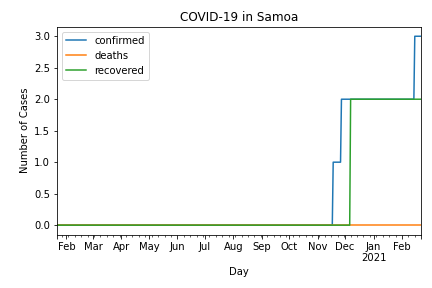 COVID-19 in Samoa
confirmed
deaths
recovered
Number of Cases
3.0
2.5
2.0
1.5
1.0
0.5
0.0
Feb Mar Apr May Jun Jul Aug Sep Oct Nov Dec Jan Feb
2021
Day